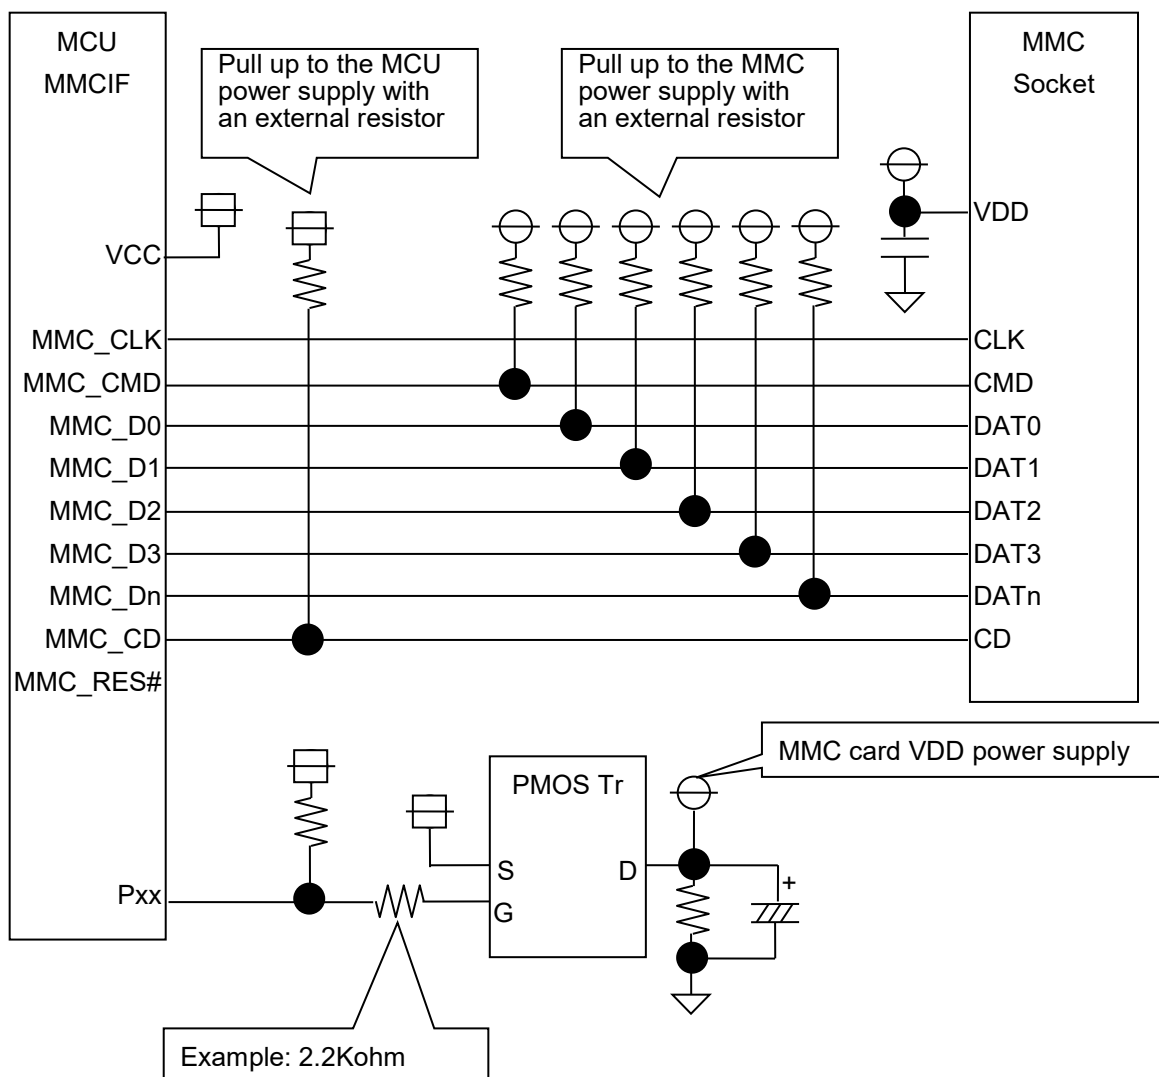 MCU
MMCIF
Pull up to the MCU
power supply with
an external resistor
Pull up to the MMC
power supply with
an external resistor
MMC
Socket
VCC
VDD
MMC_CLK
CLK
MMC_CMD
CMD
MMC_D0
DAT0
MMC_D1
DAT1
MMC_D2
DAT2
MMC_D3
DAT3
MMC_Dn
DATn
MMC_CD
CD
MMC_RES#
MMC card VDD power supply
PMOS Tr
S
D
G
+
Pxx
Example: 2.2Kohm